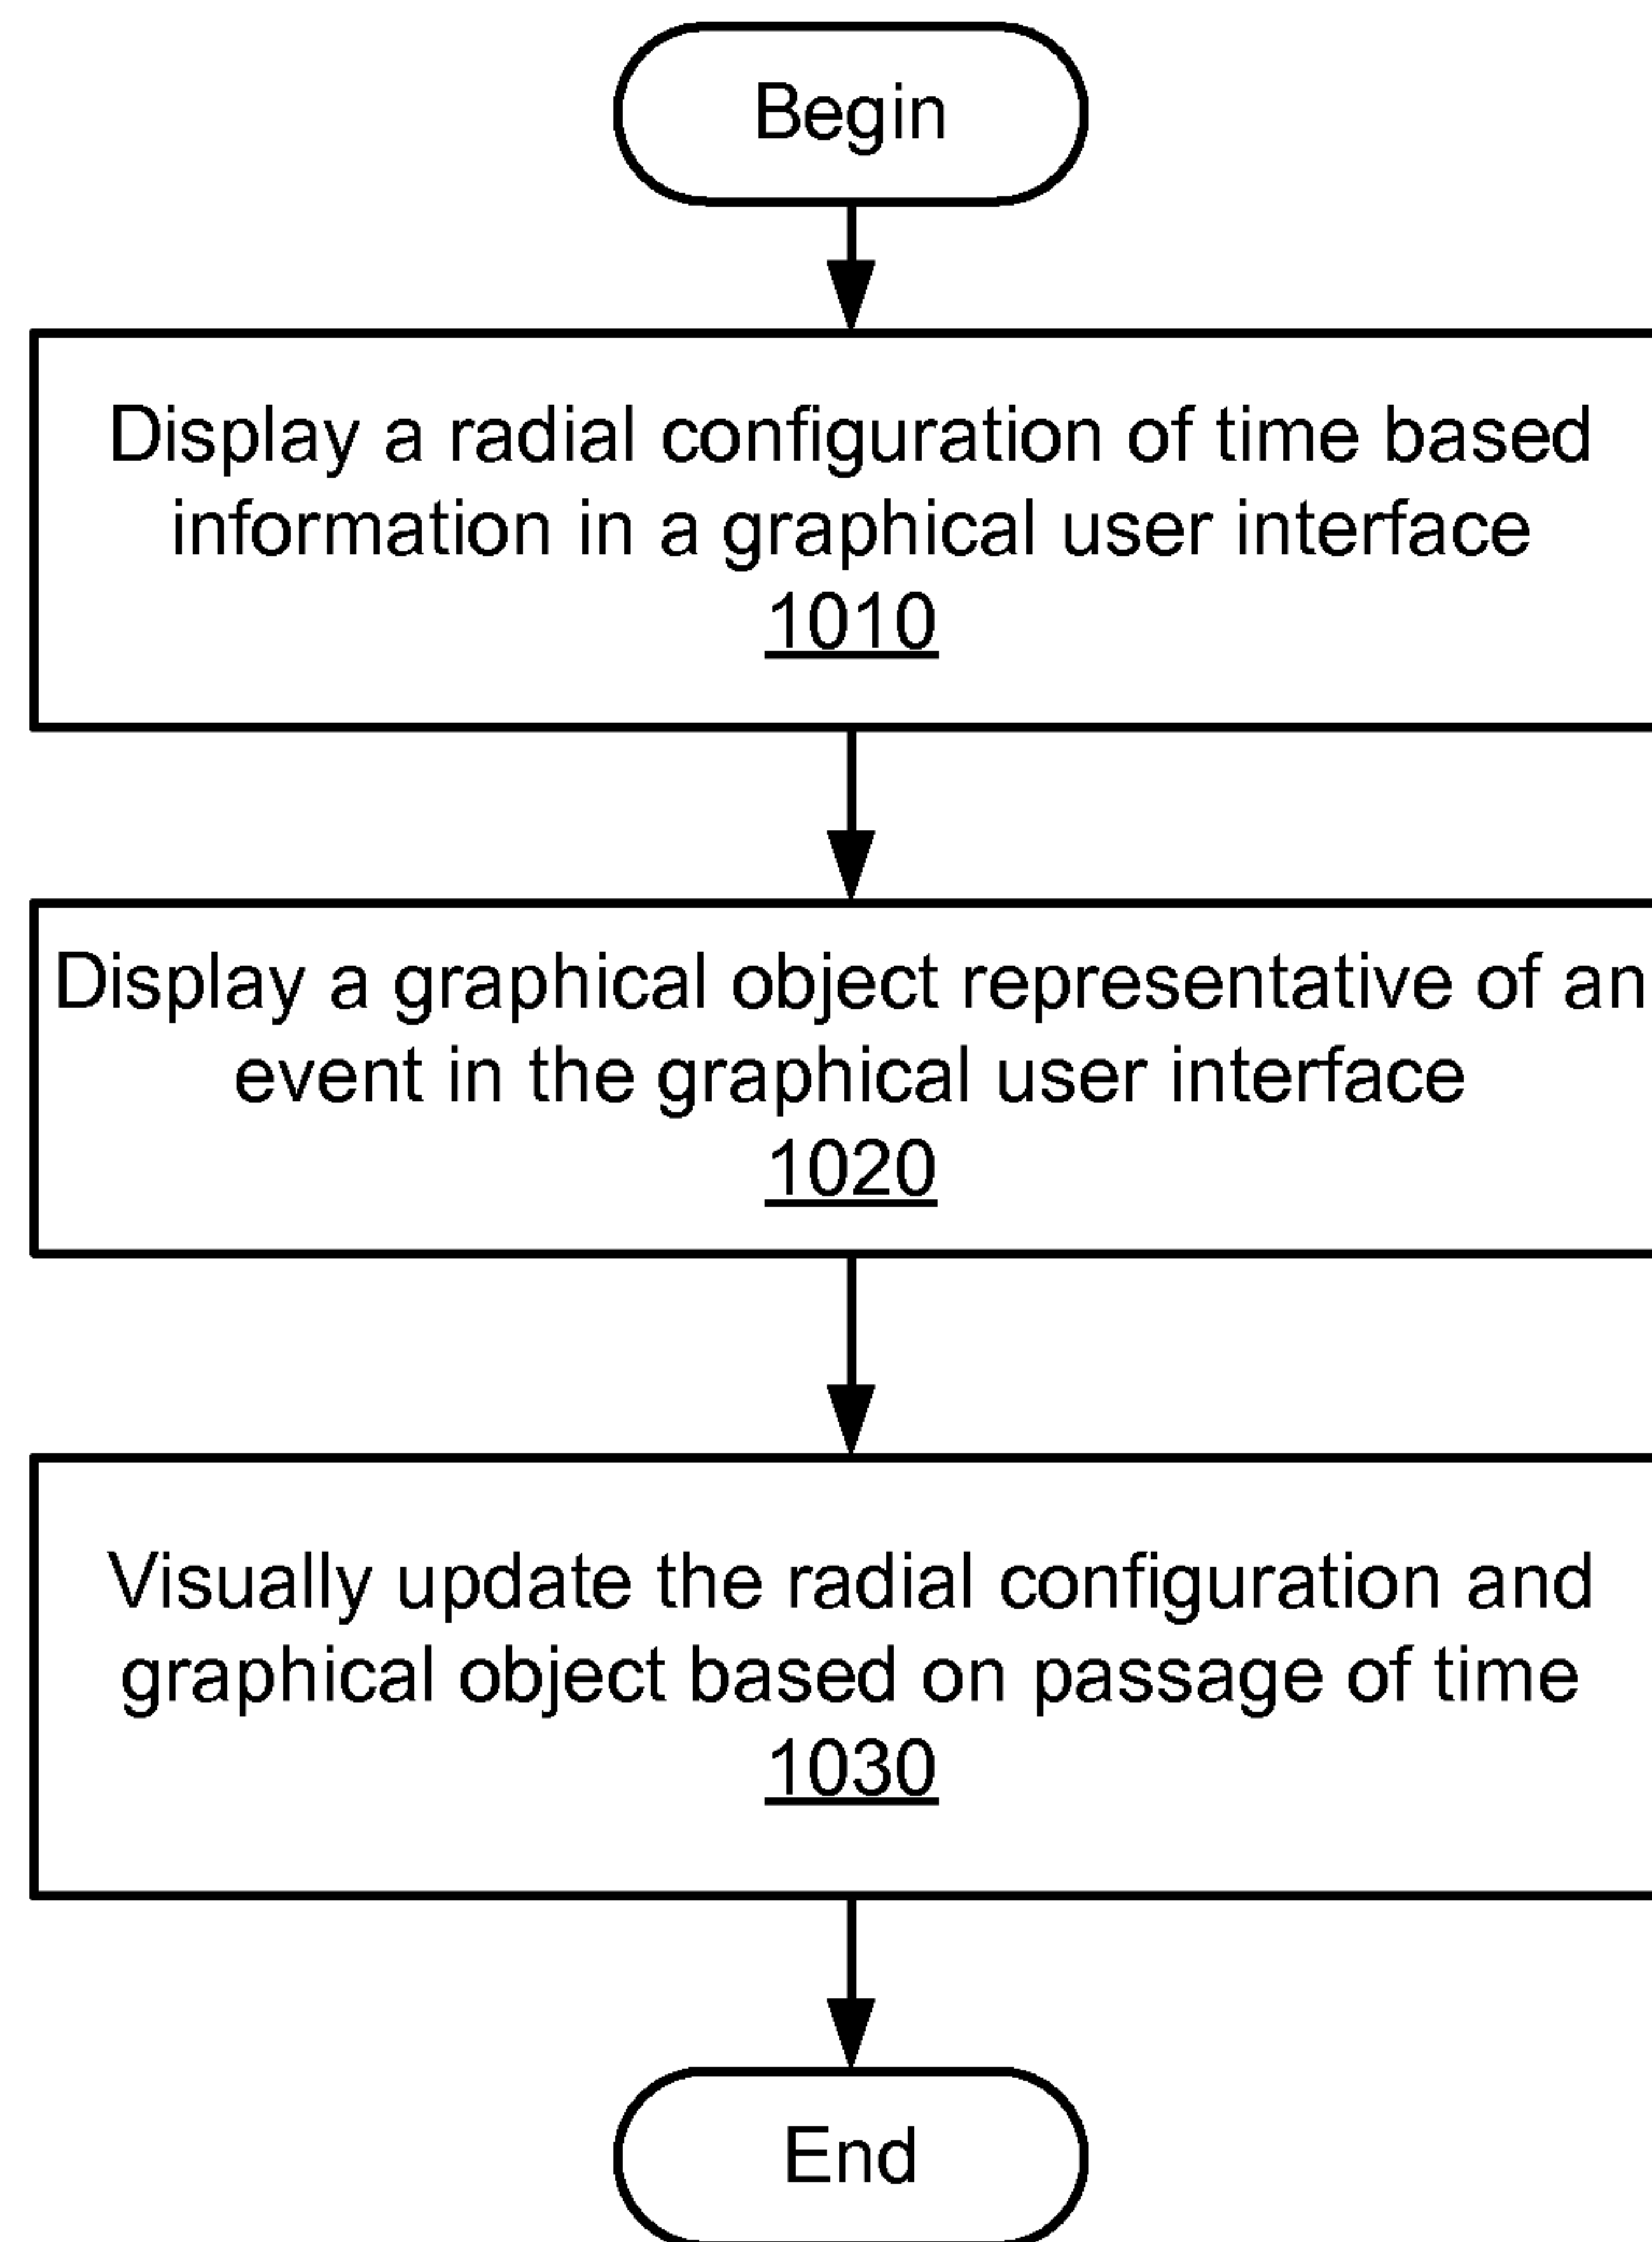 Begin
Display a radial configuration of time based
information in a graphical user interface
1010
Display a graphical object representative of an
event in the graphical user interface
1020
Visually update the radial configuration and
graphical object based on passage of time
1030
End